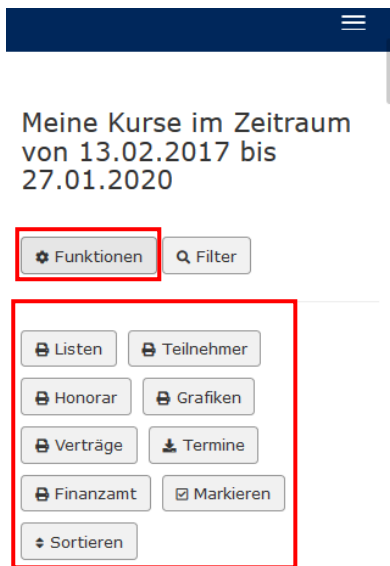 Meine Kurse im Zeitraum
von 13.02.2017 bis
27.01.2020
Funktionen Filter
Listen Teilnehmer
Honorar Grafiken
Verträge Termine
Finanzamt Markieren
Sortieren